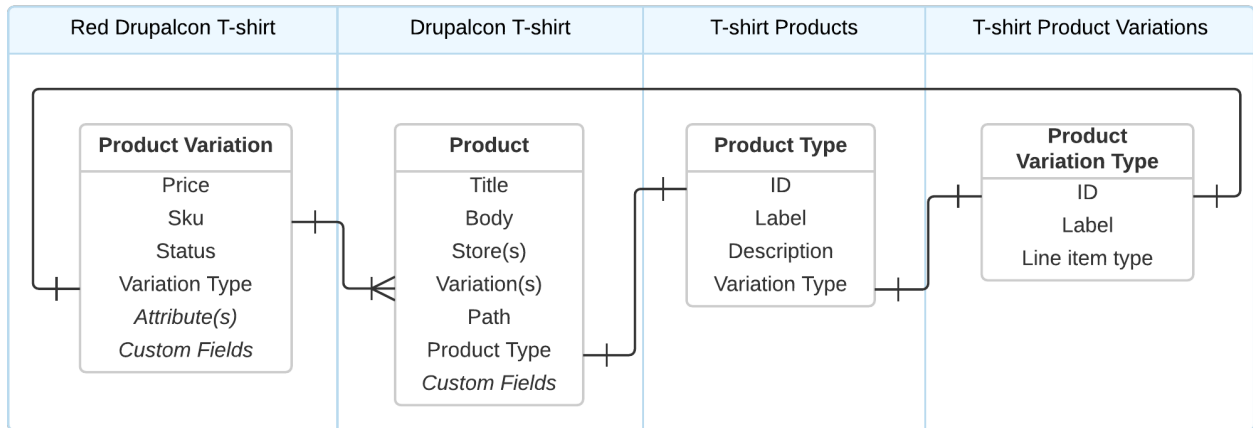 Red Drupalcon T-shirt
Drupalcon T-shirt
T-shirt Products
T-shirt Product Variations
Product Variation
Price
Sku
Status
Variation Type
Attribute(s)
Custom Fields
Product
Title
Body
Store(s)
Variation(s)
Path
Product Type
Custom Fields
Product Type
ID
Label
Description
Variation Type
Product
Variation Type
ID
Label
Line item type